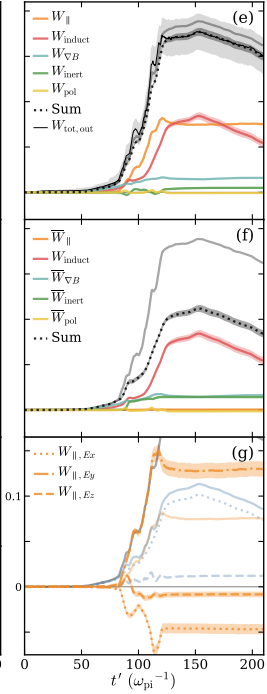 (e)
W∥
Winduct
W∇B
Winert
Wpol
Sum
Wtot,out
(f)
W̅∥
Winduct
W̅∇B
W̅inert
W̅pol
Sum
(g)
W∥,Ex
W∥,Ey
W∥,Ez
0.1
0
0 50 100 150 200
t′ (ωpi⁻¹)